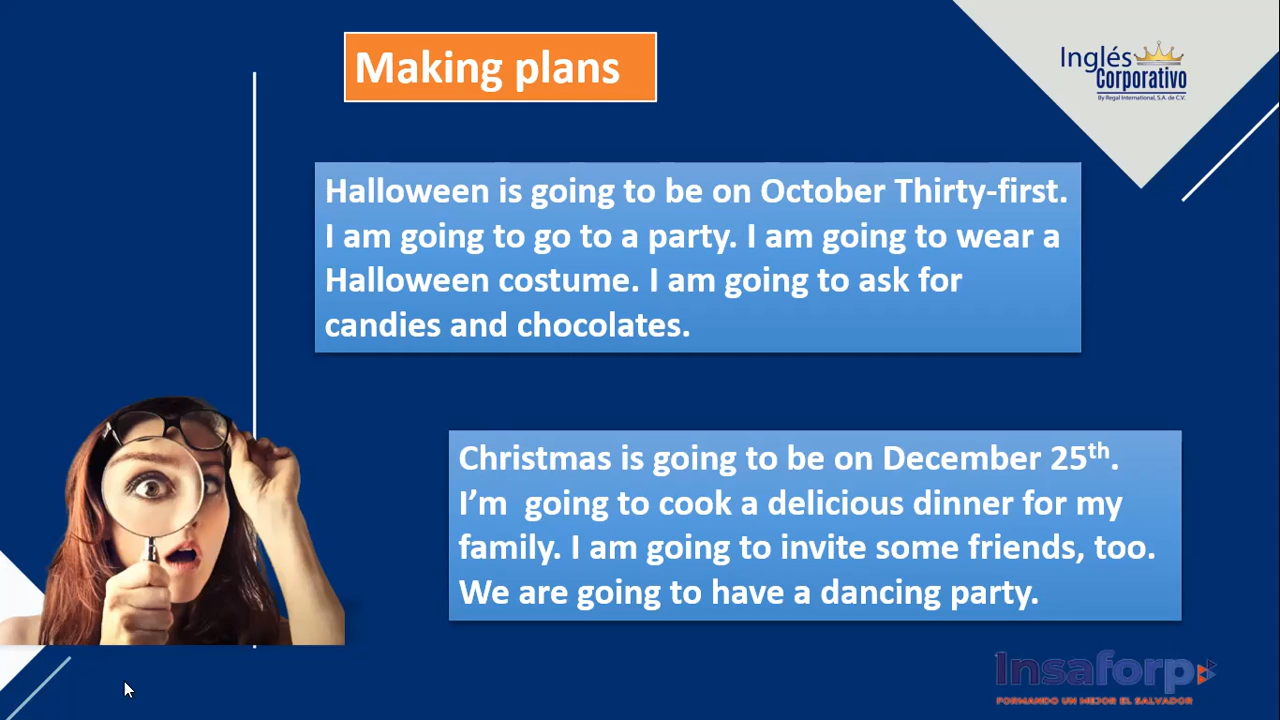 Making plans
Inglés
Corporativo
By Regal International, S.A. de C.V.
Halloween is going to be on October Thirty-first.
I am going to go to a party. I am going to wear a
Halloween costume. I am going to ask for
candies and chocolates.
Christmas is going to be on December 25th.
I’m  going to cook a delicious dinner for my
family. I am going to invite some friends, too.
We are going to have a dancing party.
Insaforp
FORMANDO UN MEJOR EL SALVADOR